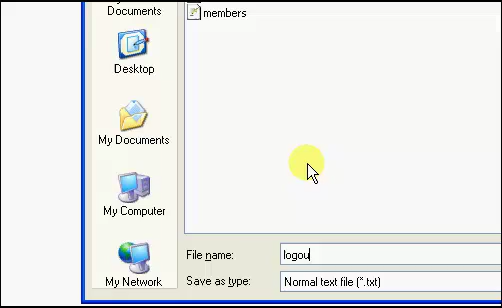 My
Documents
members
Desktop
My Documents
My Computer
My Network
File name:
logou
Save as type:
Normal text file (*.txt)